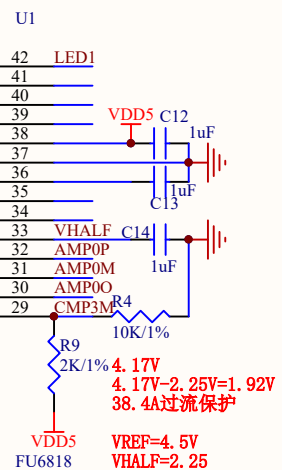 U1
42 LED1
41
40
39
VDD5 C12
38
1uF
37
36
1uF
C13
35
34
33 VHALF C14
32 AMP0P
31 AMP0M
1uF
30 AMP0O
29 CMP3M R4
10K/1%
R9
2K/1% 4.17V
4.17V-2.25V=1.92V
38.4A过流保护
VDD5 VREF=4.5V
FU6818 VHALF=2.25